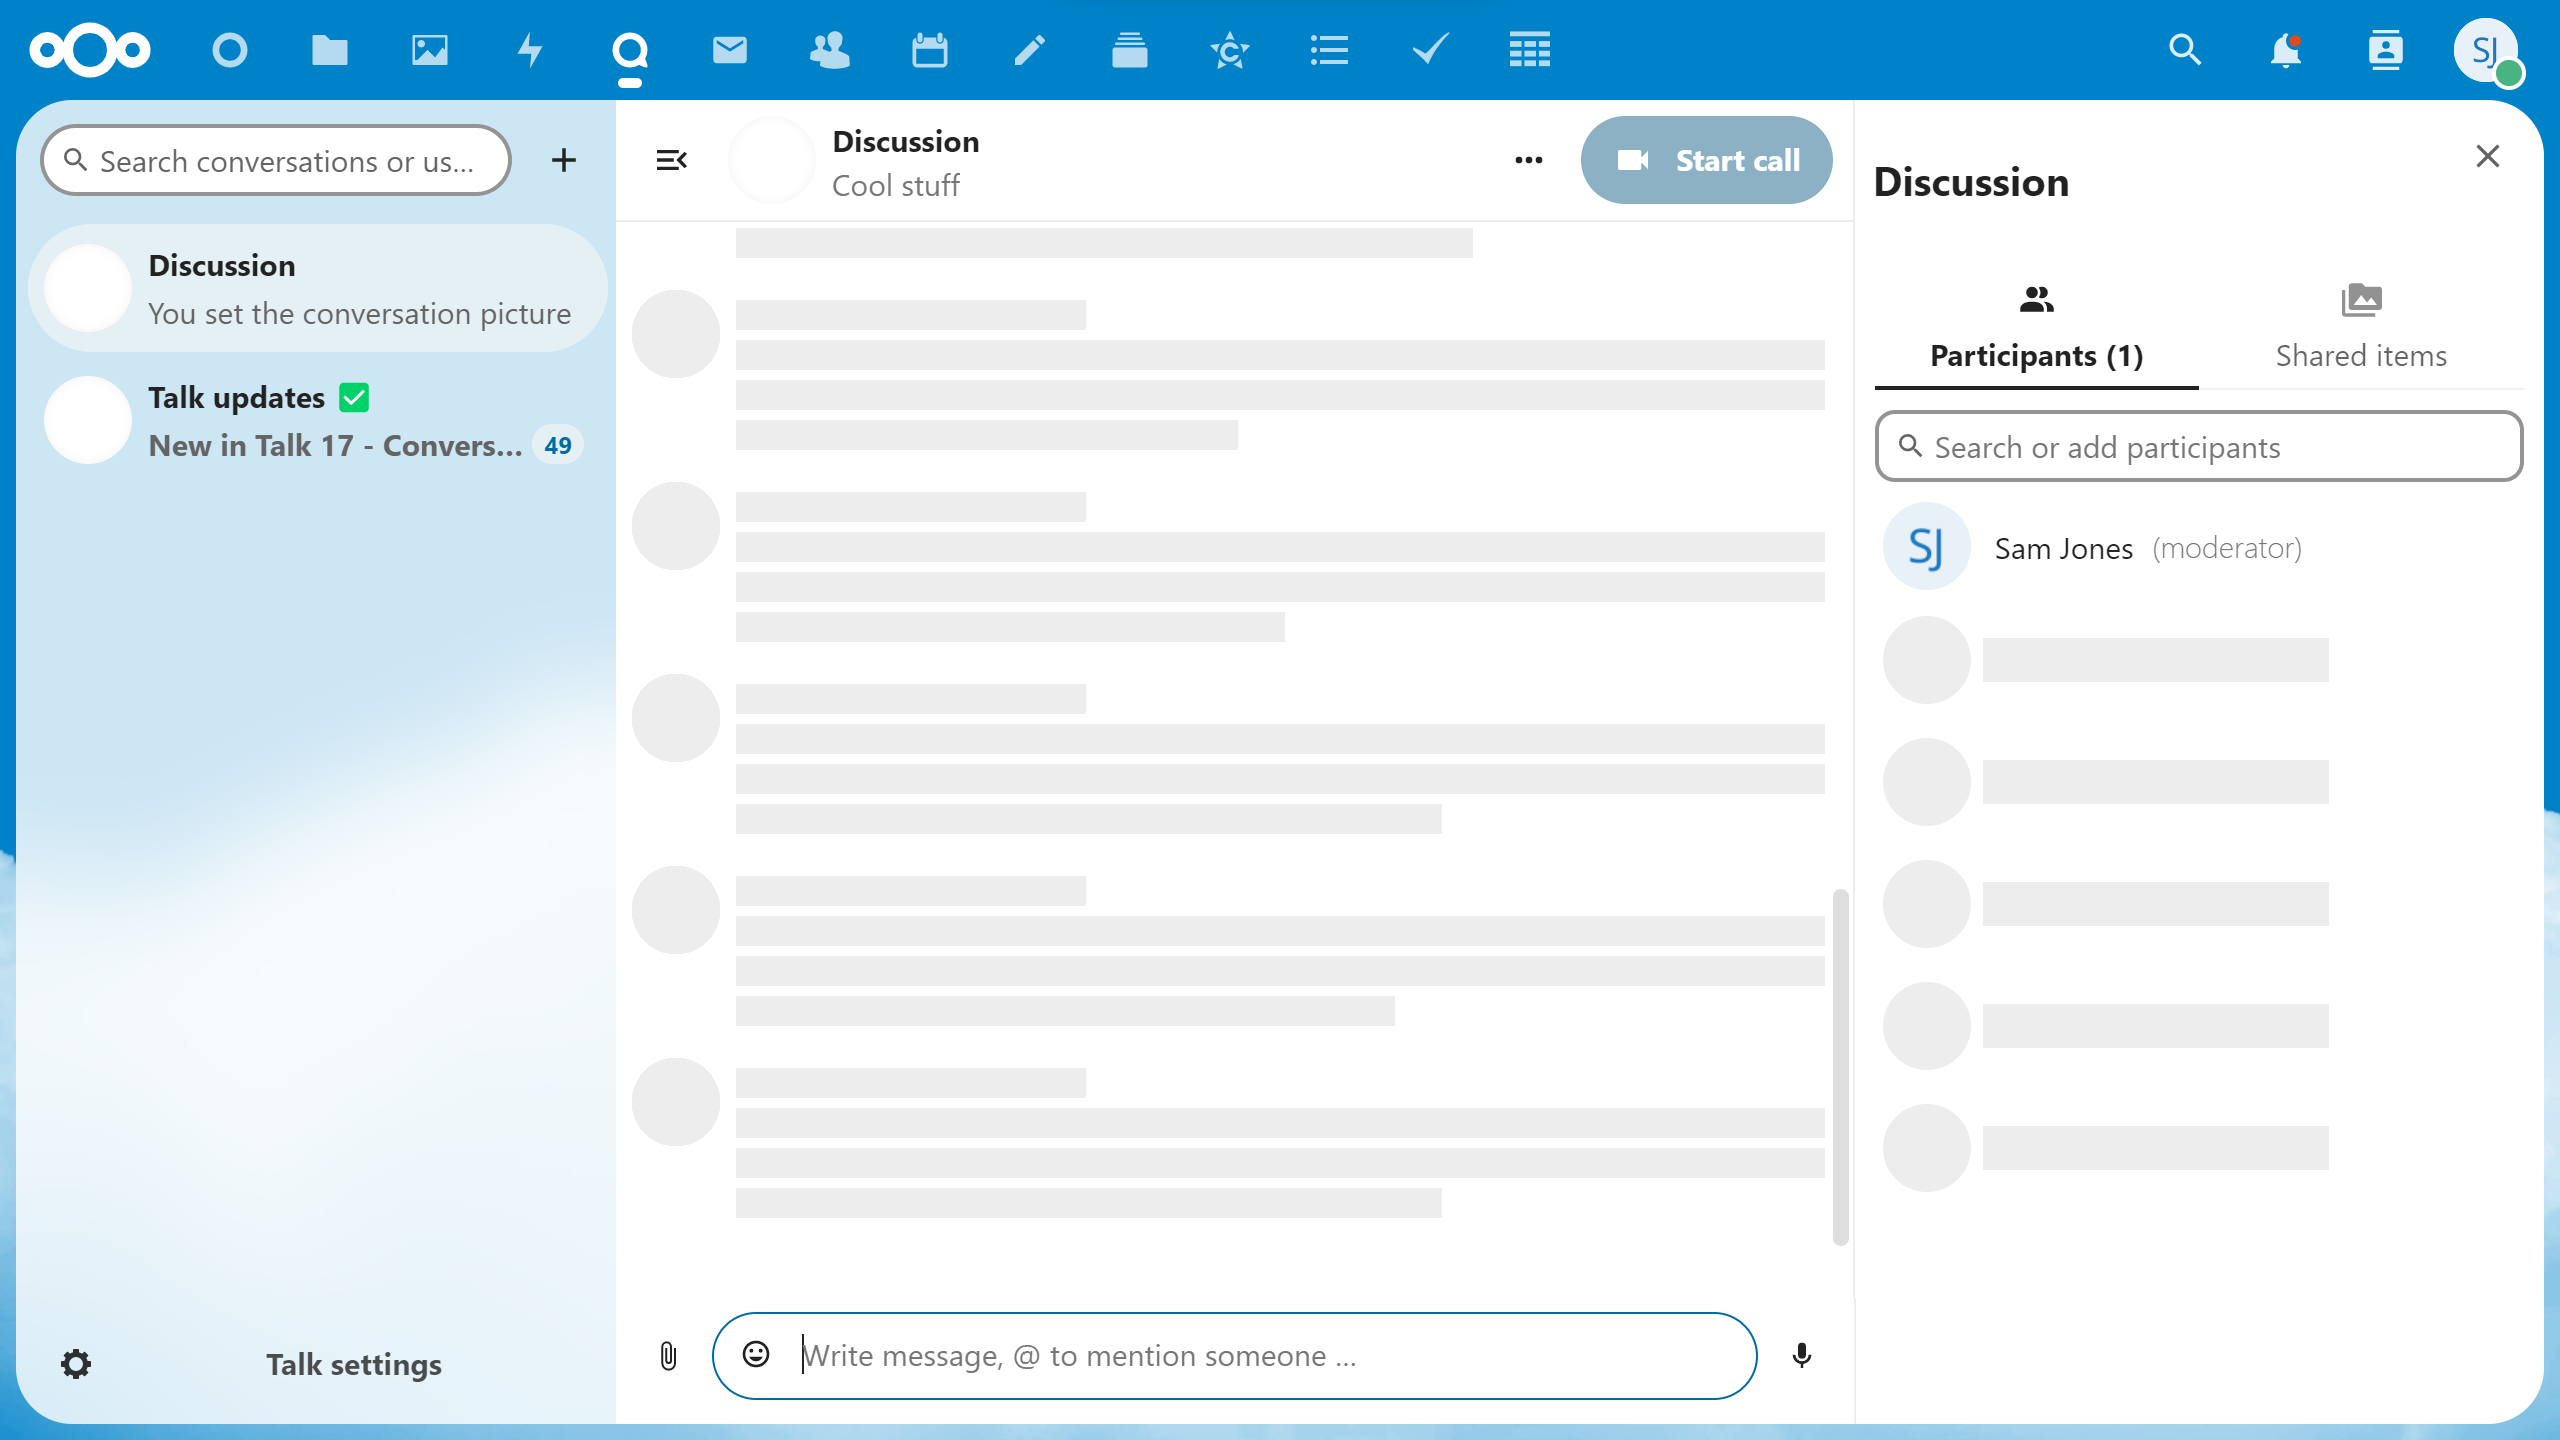 SJ
Search conversations or us...
Discussion
You set the conversation picture
Talk updates ✅
New in Talk 17 - Convers... 49
Talk settings
Discussion
Cool stuff
Start call
Write message, @ to mention someone ...
Discussion
Participants (1)
Shared items
Search or add participants
SJ Sam Jones (moderator)